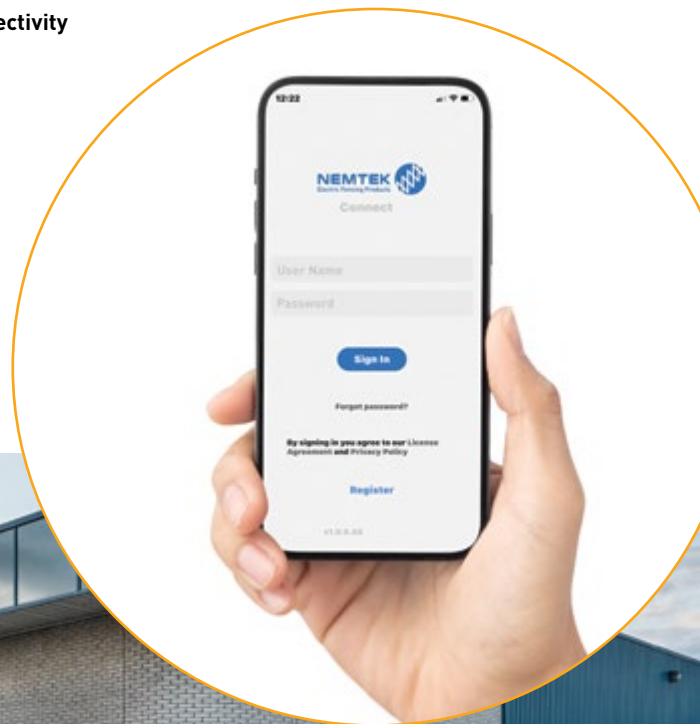 ectivity
12:22
NEMTEK
Electric Fencing Products
Connect
User Name
Password
Sign In
Forgot password?
By signing in you agree to our License
Agreement and Privacy Policy
Register